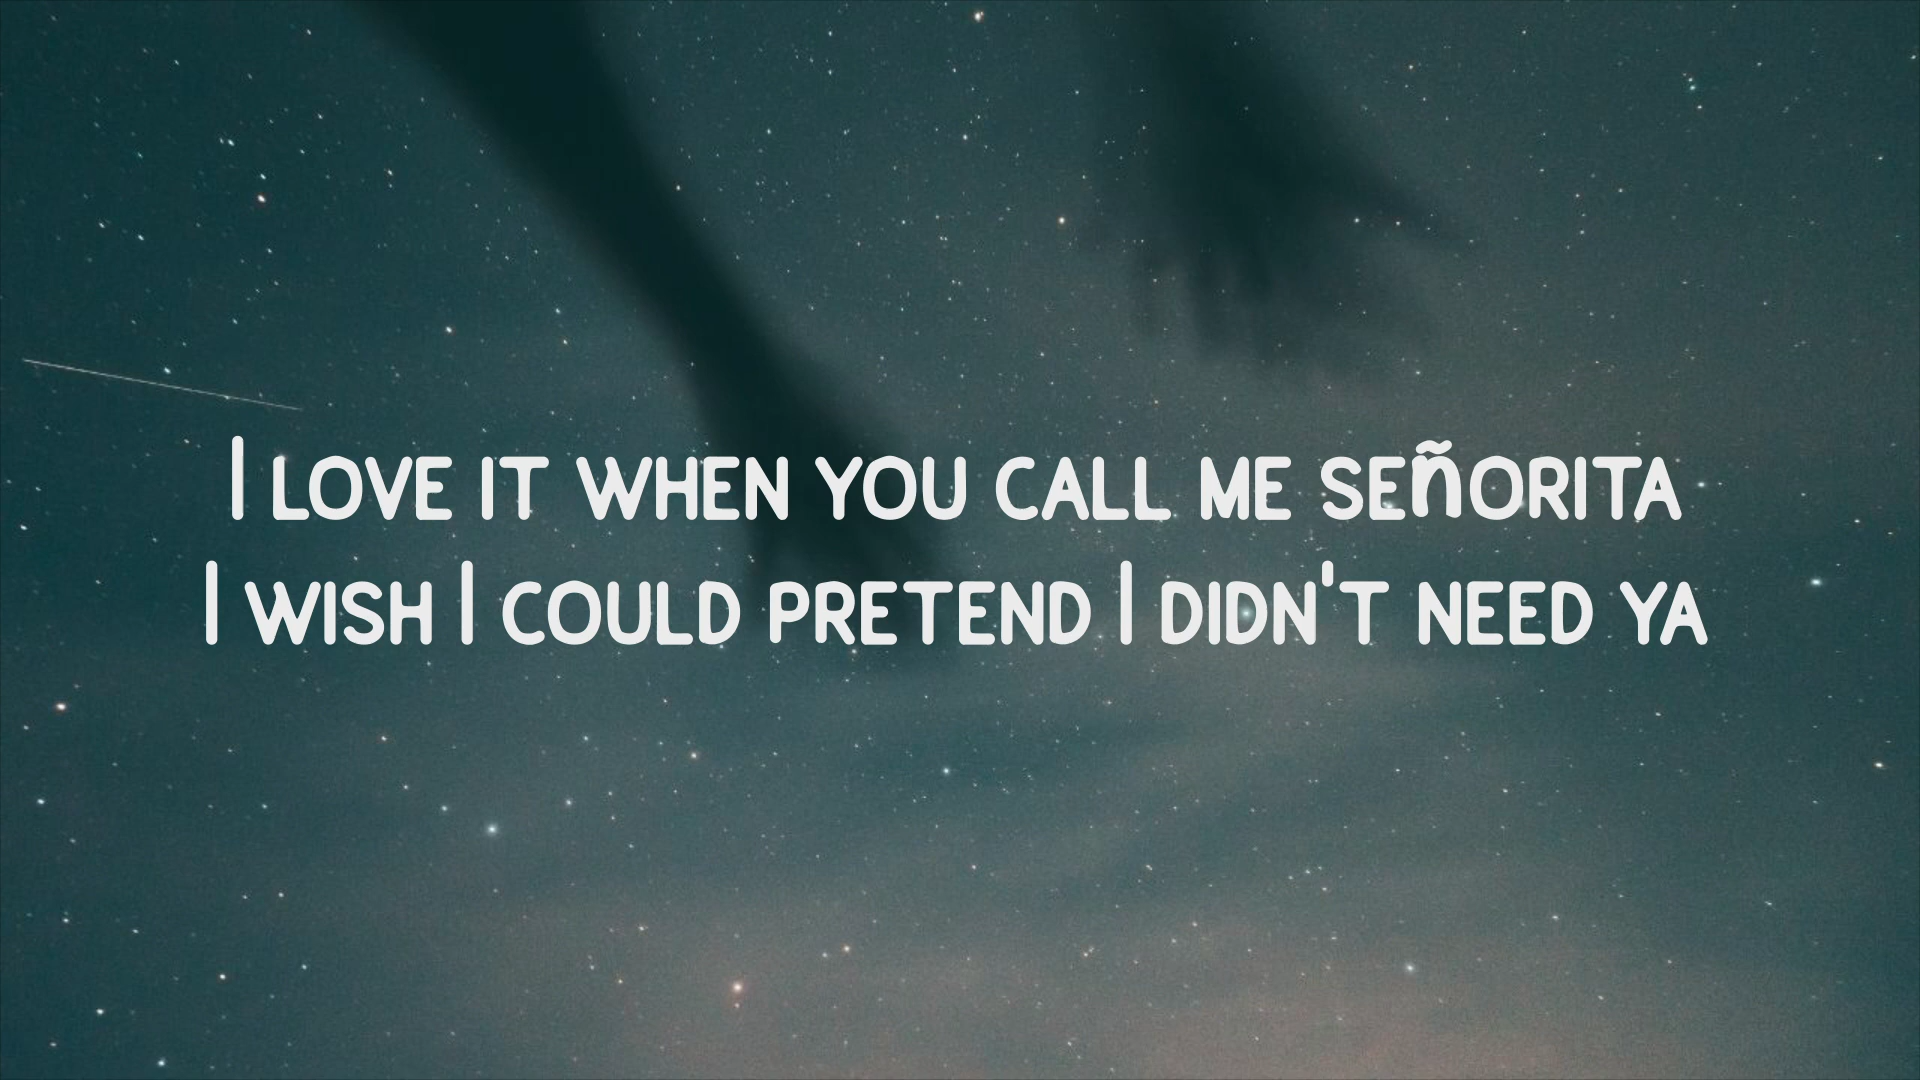 I LOVE IT WHEN YOU CALL ME SEñORITA
I WISH I COULD PRETEND I DIDN'T NEED YA